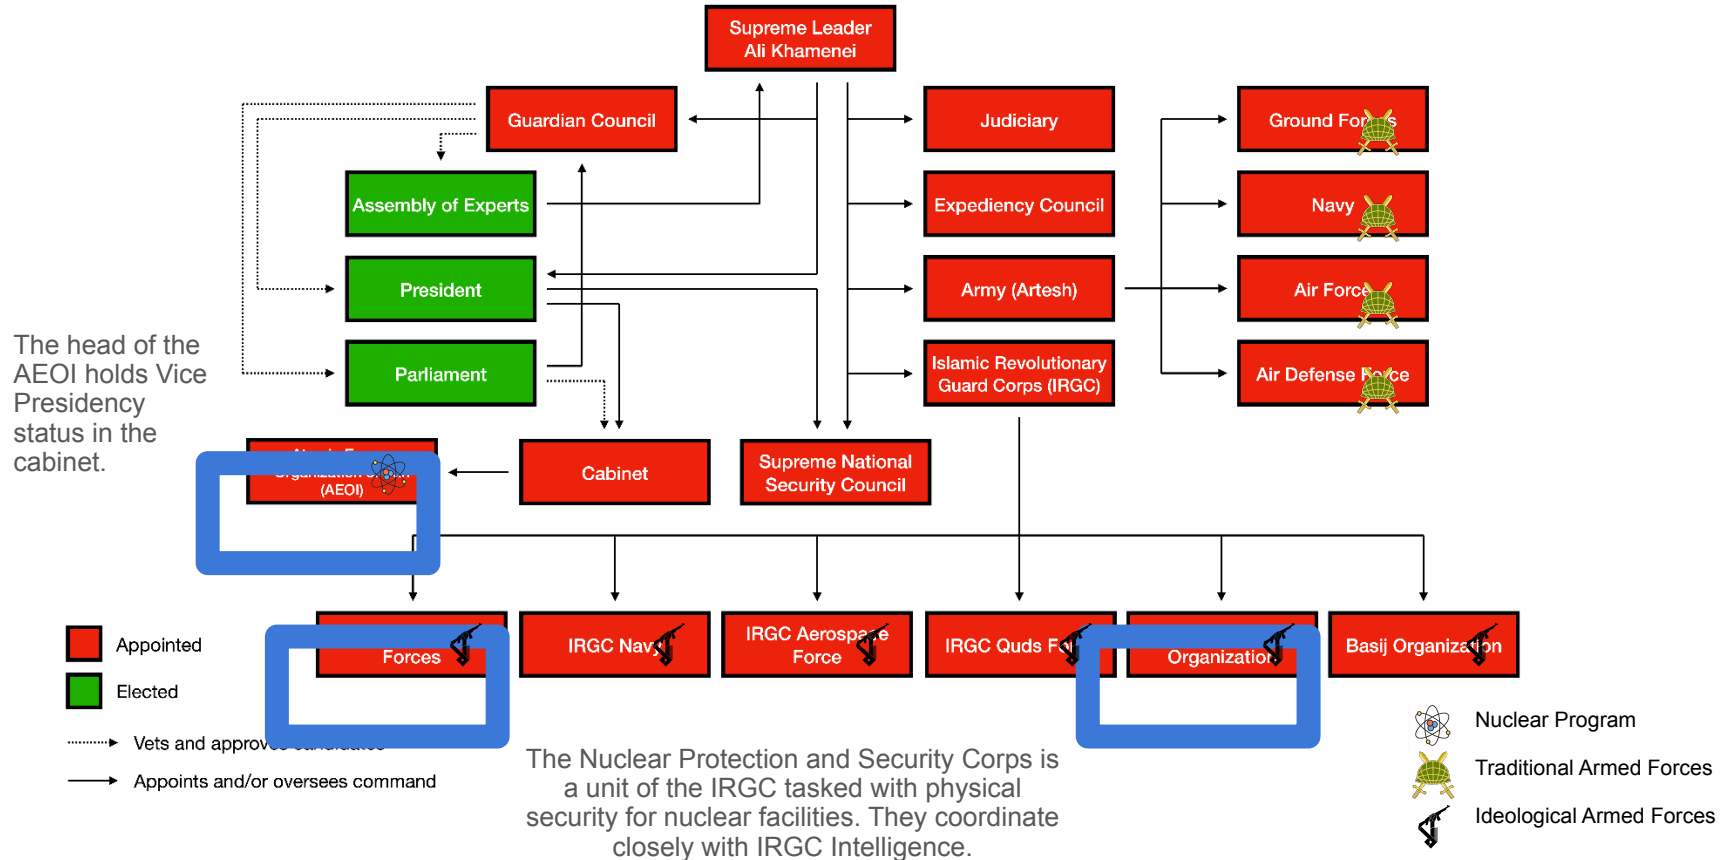 Supreme Leader
Ali Khamenei
Guardian Council
Judiciary
Ground Forces
Assembly of Experts
Expediency Council
Navy
President
Army (Artesh)
Air Force
The head of the
AEOI holds Vice
Presidency
status in the
cabinet.
Parliament
Islamic Revolutionary
Guard Corps (IRGC)
Air Defense Force
Organization
(AEOI)
Cabinet
Supreme National
Security Council
Forces
IRGC Navy
IRGC Aerospace
Force
IRGC Quds
Organization
Basij Organization
Appointed
Elected
Vets and approves candidates
Appoints and/or oversees command
The Nuclear Protection and Security Corps is
a unit of the IRGC tasked with physical
security for nuclear facilities. They coordinate
closely with IRGC Intelligence.
Nuclear Program
Traditional Armed Forces
Ideological Armed Forces